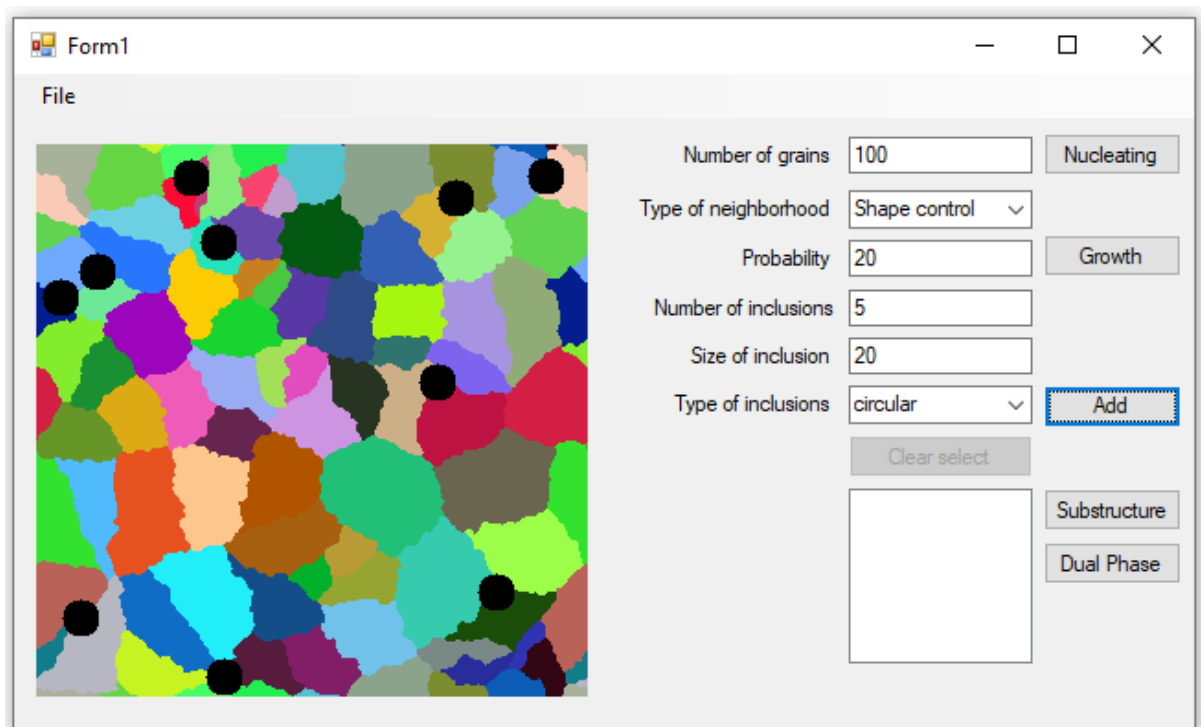 Form1
File
Number of grains 100 Nucleating
Type of neighborhood Shape control
Probability 20 Growth
Number of inclusions 5
Size of inclusion 20
Type of inclusions circular Add
Clear select
Substructure
Dual Phase